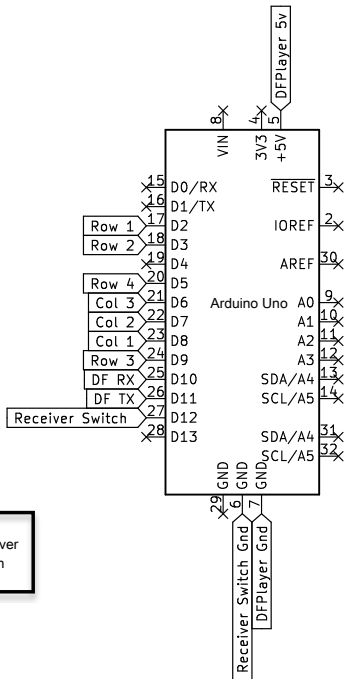 DFPlayer 5v
8 4 5
VIN 3V3 +5V
15 D0/RX RESET 3
16 D1/TX
Row 1 17 D2 IOREF 2
Row 2 18 D3
19 D4 AREF 30
Row 4 20 D5
Col 3 21 D6 Arduino Uno A0 9
Col 2 22 D7 A1 10
Col 1 23 D8 A2 11
Row 3 24 D9 A3 12
DF RX 25 D10 SDA/A4 13
DF TX 26 D11 SCL/A5 14
Receiver Switch 27 D12
28 D13 SDA/A4 31
SCL/A5 32
GND GND GND
29 6 7
Receiver Switch Gnd
DFPlayer Gnd
ver